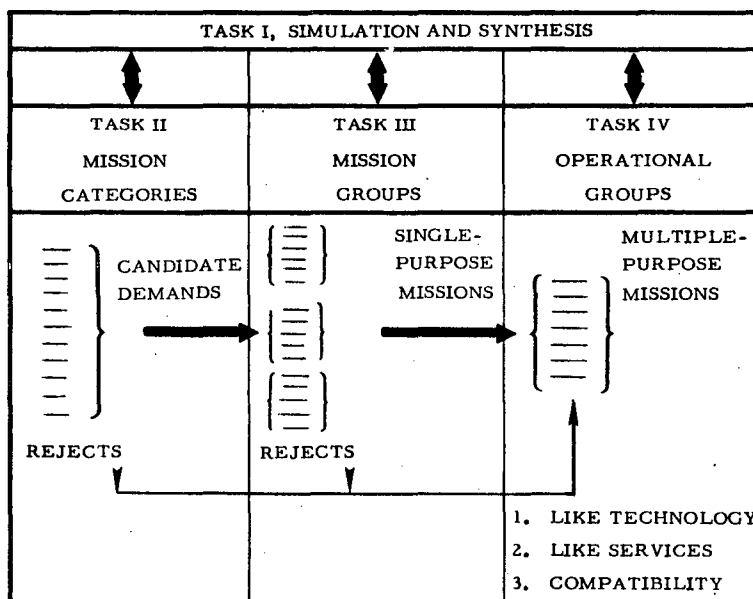 TASK I, SIMULATION AND SYNTHESIS
TASK II
MISSION
CATEGORIES
TASK III
MISSION
GROUPS
TASK IV
OPERATIONAL
GROUPS
CANDIDATE
DEMANDS
REJECTS
SINGLE-
PURPOSE
MISSIONS
REJECTS
MULTIPLE-
PURPOSE
MISSIONS
1. LIKE TECHNOLOGY
2. LIKE SERVICES
3. COMPATIBILITY